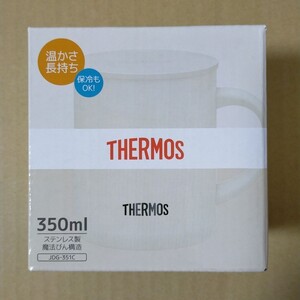 温かさ
長持ち
保冷も
OK!
THERMOS
THERMOS
350ml
ステンレス製
魔法びん構造
JDG-351C